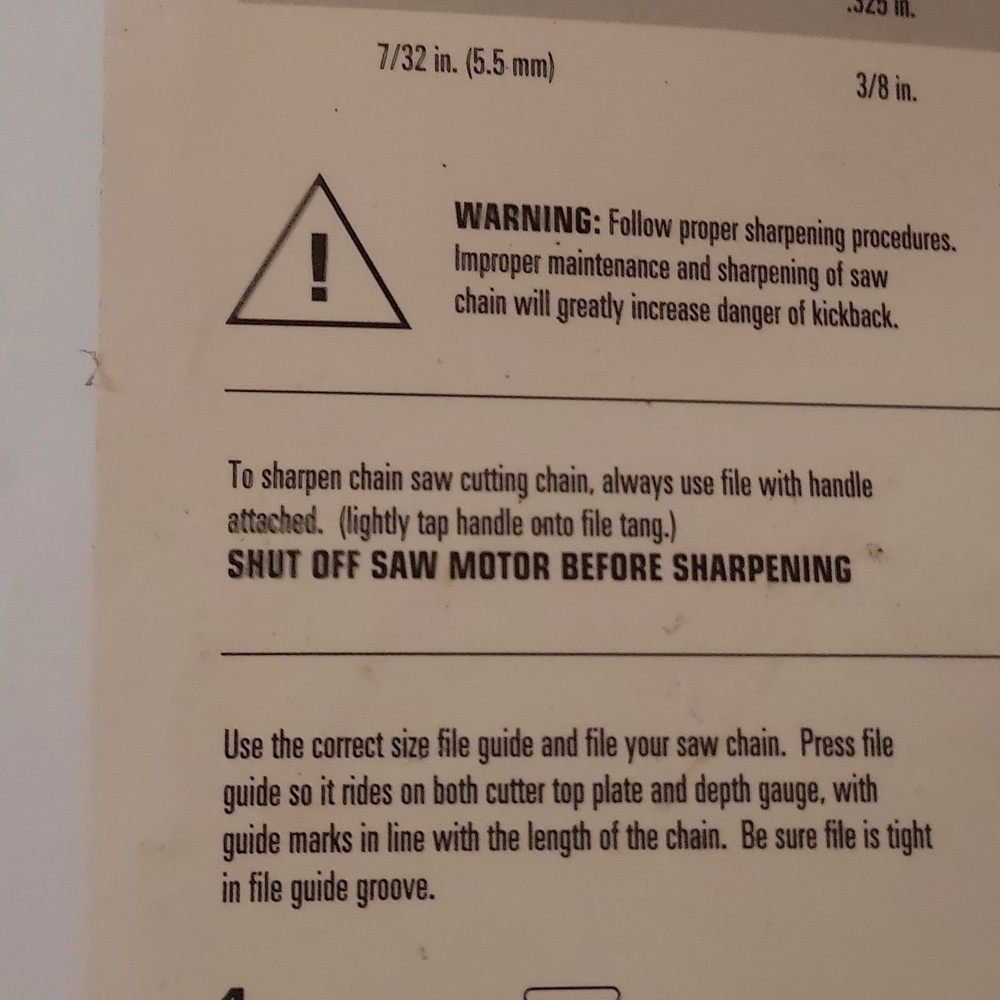 .325 in.
7/32 in. (5.5 mm)
3/8 in.
WARNING: Follow proper sharpening procedures.
Improper maintenance and sharpening of saw
chain will greatly increase danger of kickback.
To sharpen chain saw cutting chain, always use file with handle
attached. (lightly tap handle onto file tang.)
SHUT OFF SAW MOTOR BEFORE SHARPENING
Use the correct size file guide and file your saw chain. Press file
guide so it rides on both cutter top plate and depth gauge, with
guide marks in line with the length of the chain. Be sure file is tight
in file guide groove.